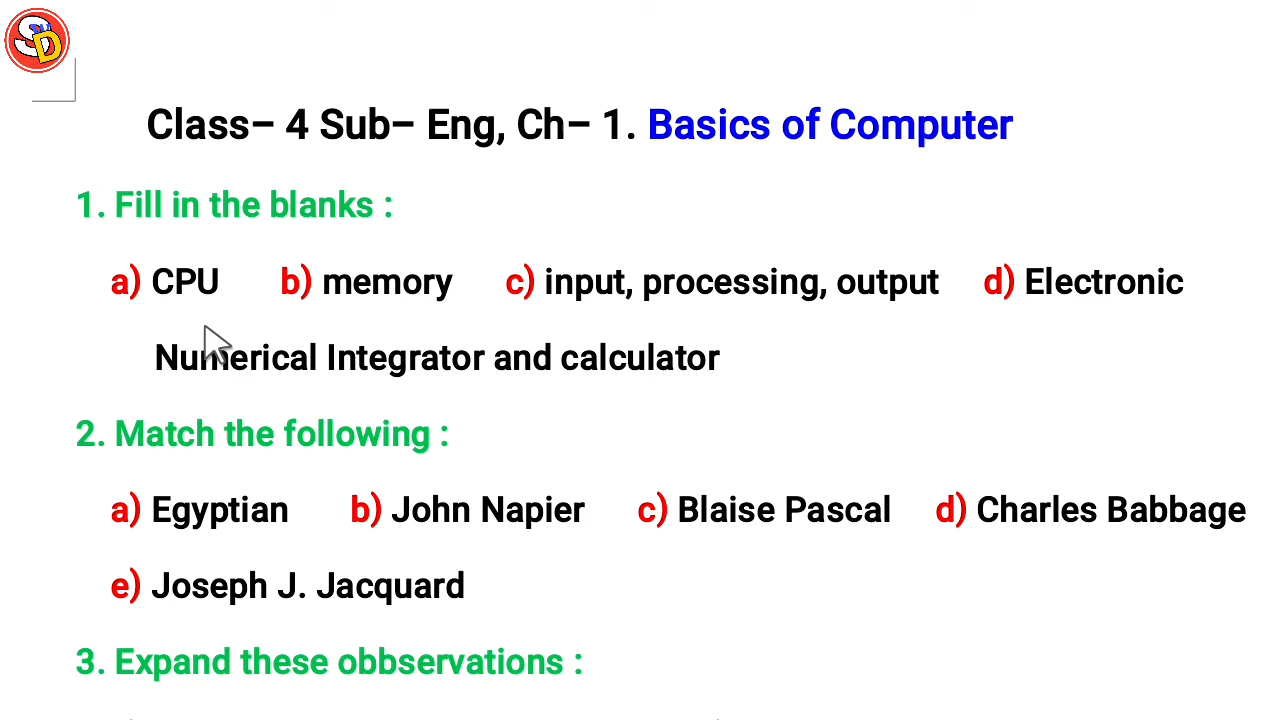 SD
Class– 4 Sub– Eng, Ch– 1. Basics of Computer
1. Fill in the blanks :
a) CPU b) memory c) input, processing, output d) Electronic
Numerical Integrator and calculator
2. Match the following :
a) Egyptian b) John Napier c) Blaise Pascal d) Charles Babbage
e) Joseph J. Jacquard
3. Expand these obbservations :